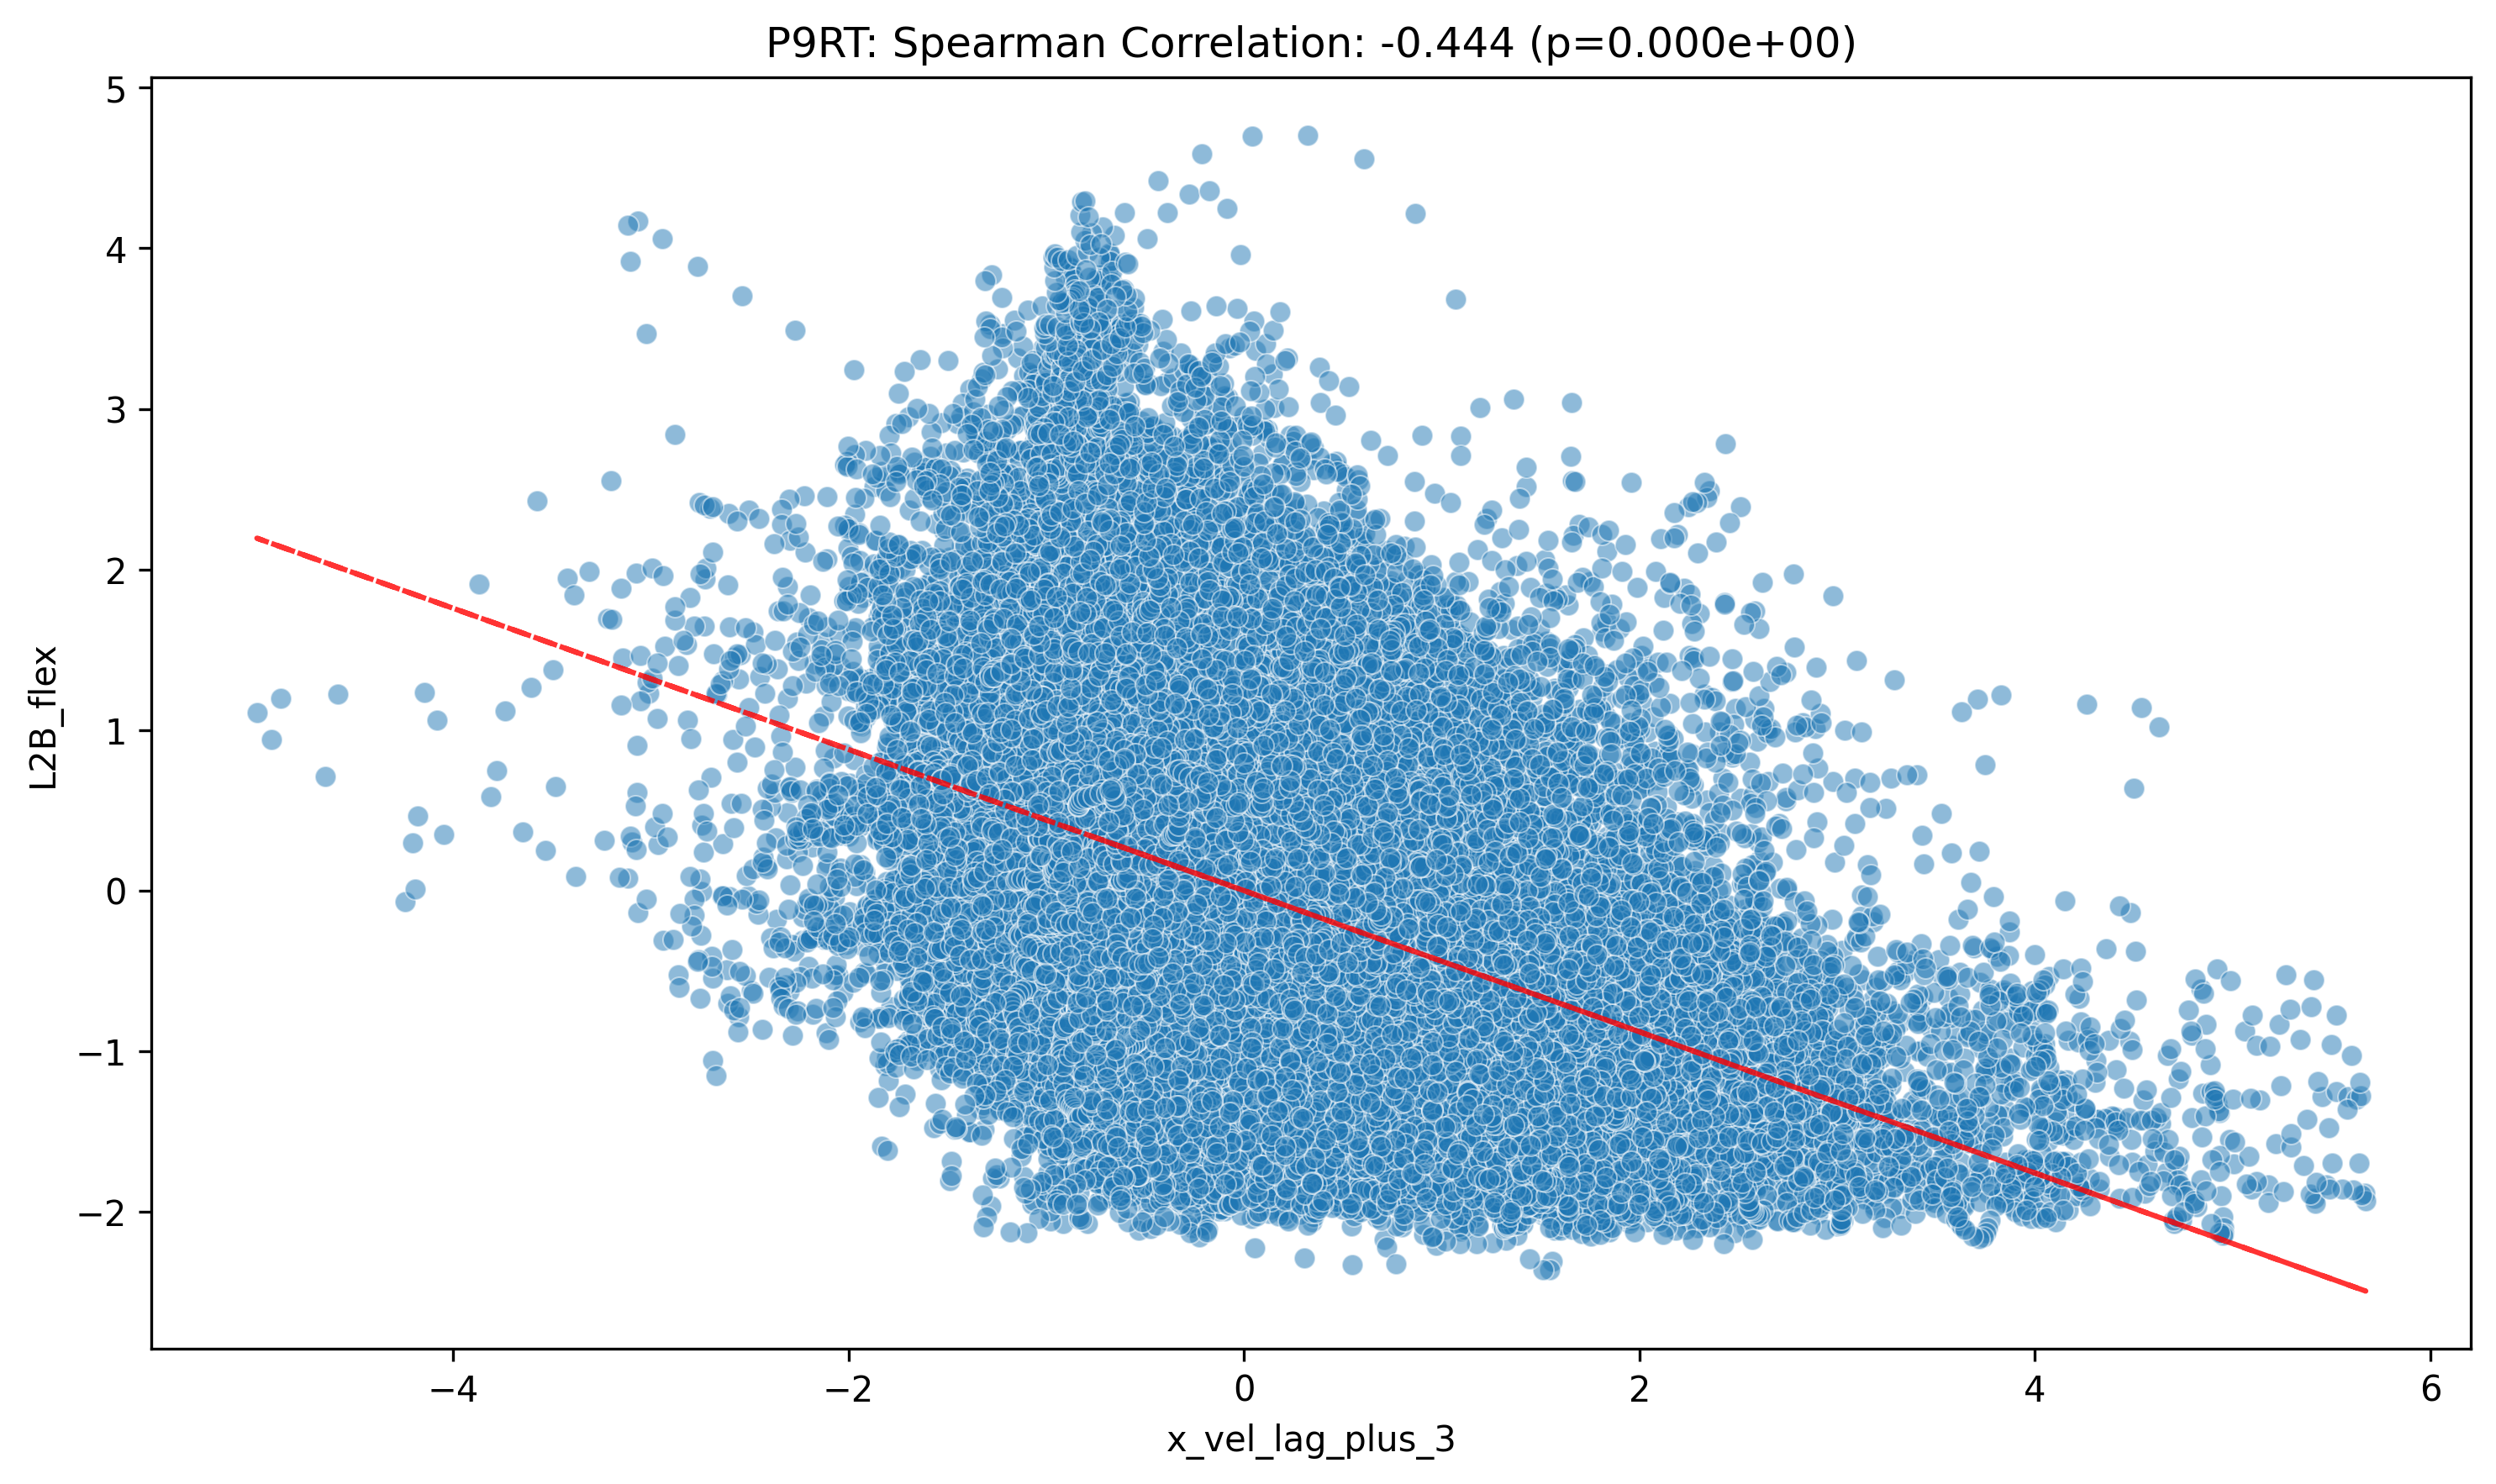 P9RT: Spearman Correlation: -0.444 (p=0.000e+00)
5
4
3
2
1
0
−1
−2
L2B_flex
−4 −2 0 2 4 6
x_vel_lag_plus_3